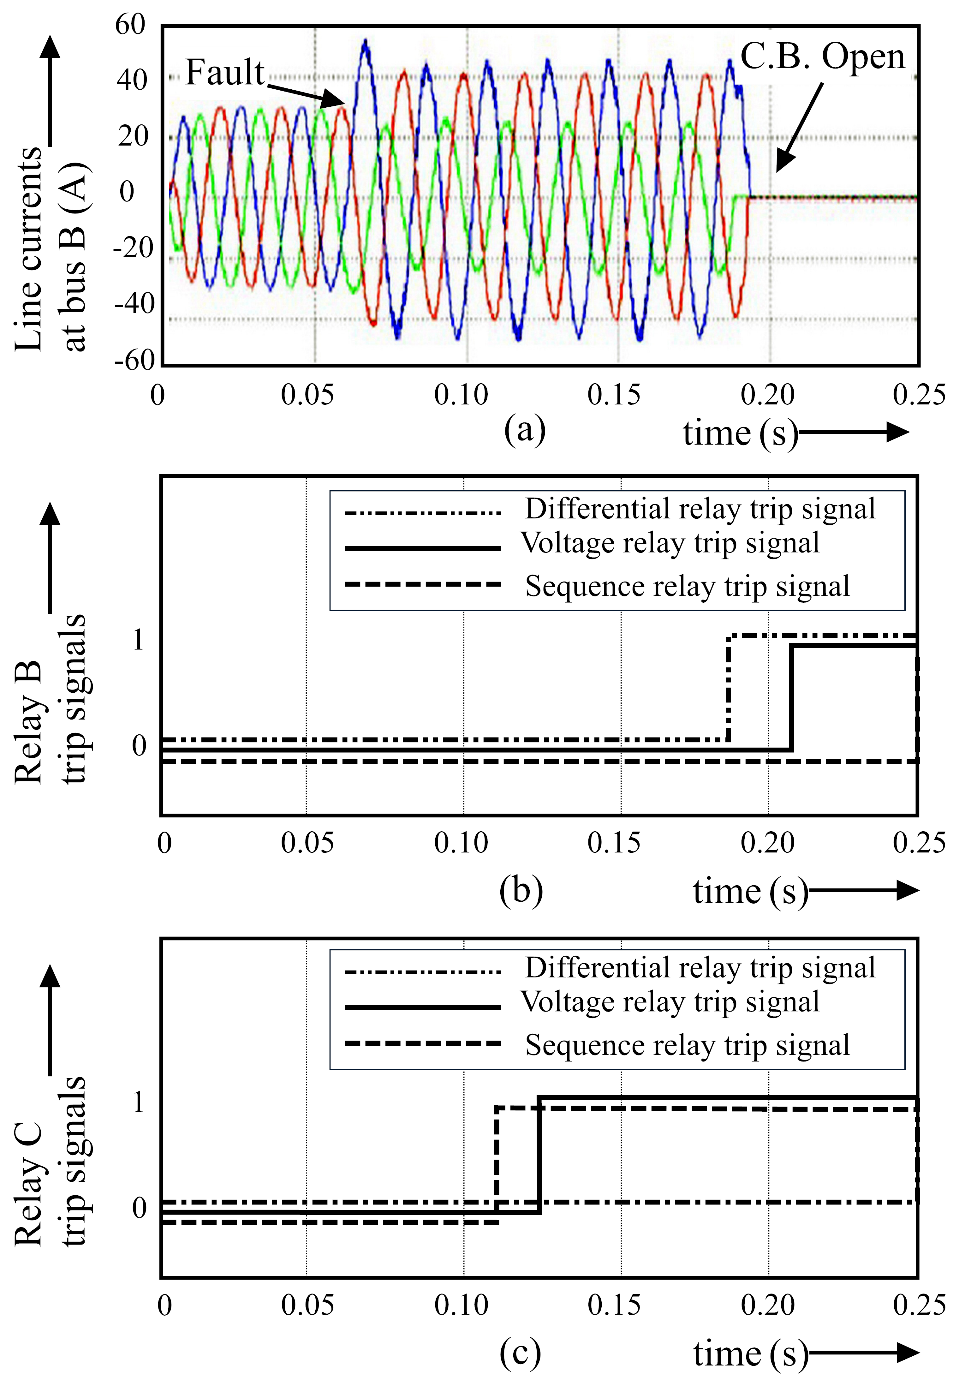 60
40
20
0
-20
-40
-60
Line currents
at bus B (A)
Fault
C.B. Open
0 0.05 0.10 0.15 0.20 0.25
(a)
time (s)
Relay B
trip signals
Differential relay trip signal
Voltage relay trip signal
Sequence relay trip signal
1
0
0 0.05 0.10 0.15 0.20 0.25
(b)
time (s)
Relay C
trip signals
Differential relay trip signal
Voltage relay trip signal
Sequence relay trip signal
1
0
0 0.05 0.10 0.15 0.20 0.25
(c)
time (s)